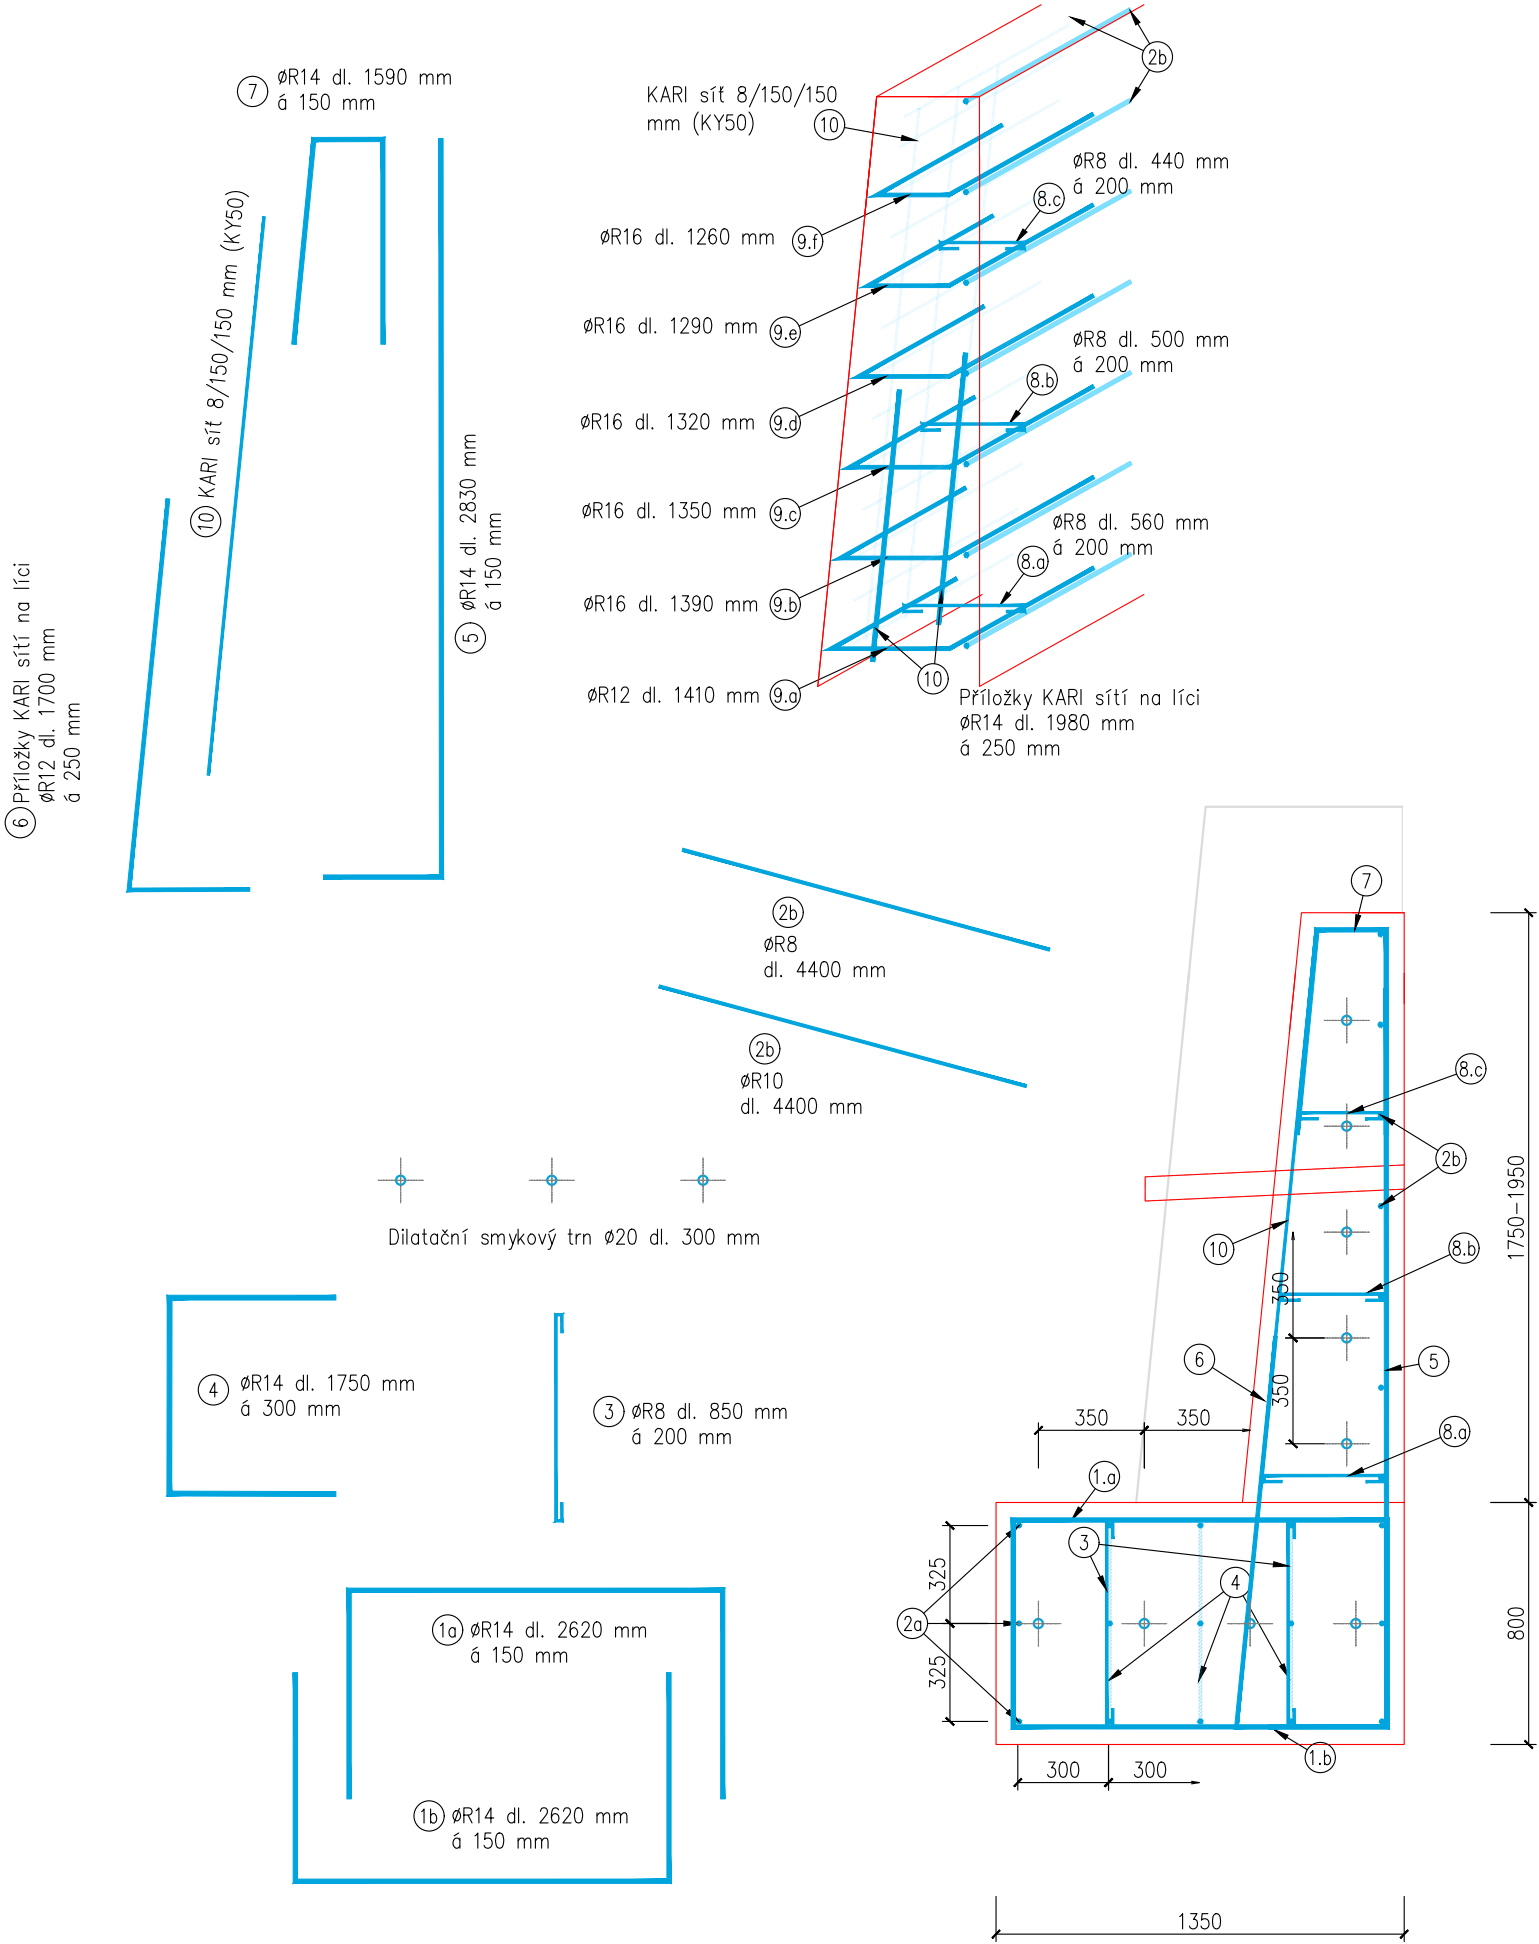 7
øR14 dl. 1590 mm
á 150 mm
10 KARI síť 8/150/150 mm (KY50)
5 øR14 dl. 2830 mm
á 150 mm
6 Příložky KARI sítí na líci
øR12 dl. 1700 mm
á 250 mm
KARI síť 8/150/150
mm (KY50)
10
2b
øR8 dl. 440 mm
á 200 mm
8.c
øR16 dl. 1260 mm 9.f
øR16 dl. 1290 mm 9.e
øR8 dl. 500 mm
á 200 mm
8.b
øR16 dl. 1320 mm 9.d
øR16 dl. 1350 mm 9.c
øR8 dl. 560 mm
á 200 mm
8.a
øR16 dl. 1390 mm 9.b
øR12 dl. 1410 mm 9.a
10
Příložky KARI sítí na líci
øR14 dl. 1980 mm
á 250 mm
2b
øR8
dl. 4400 mm
2b
øR10
dl. 4400 mm
Dilatační smykový trn ø20 dl. 300 mm
4 øR14 dl. 1750 mm
á 300 mm
3 øR8 dl. 850 mm
á 200 mm
1a øR14 dl. 2620 mm
á 150 mm
1b øR14 dl. 2620 mm
á 150 mm
7
8.c
2b
10
8.b
350
6
5
350
350
350
8.a
1.a
3
4
2a
325
325
1.b
300
300
1750-1950
800
1350